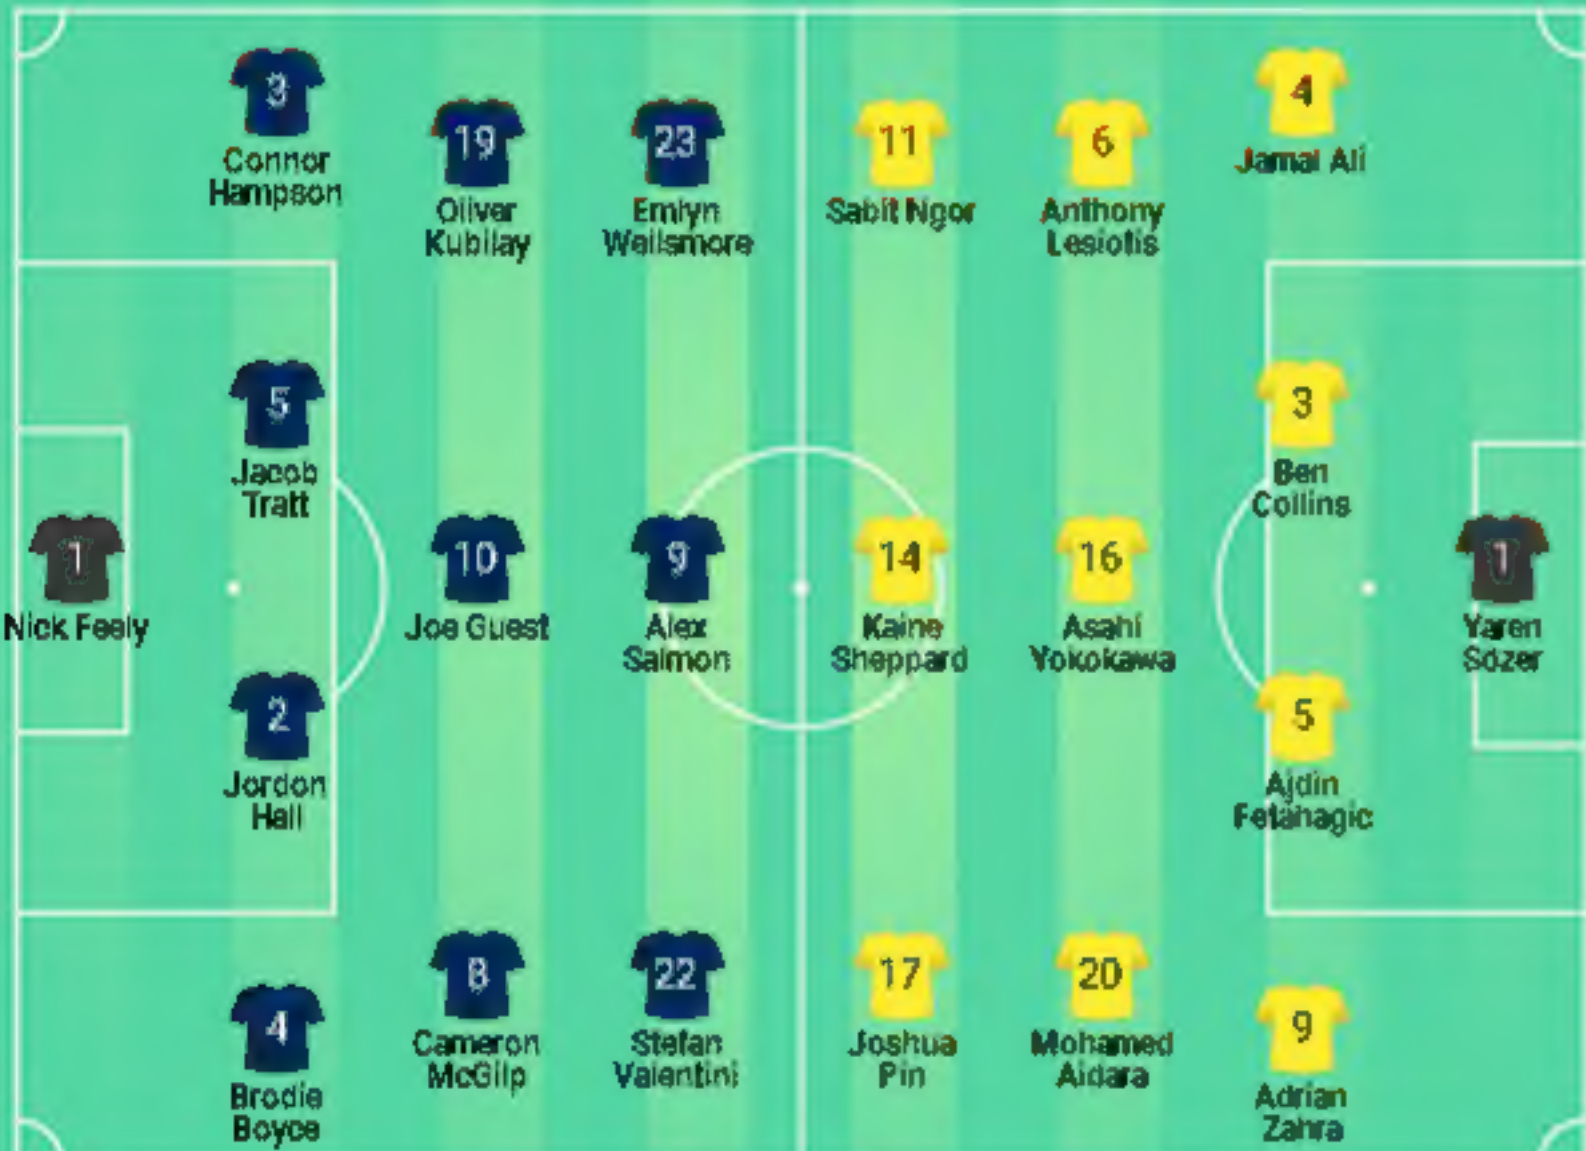 3
Connor
Hampson
19
Oliver
Kubilay
23
Emlyn
Wellsmore
11
Sabit Ngor
6
Anthony
Lesiotis
4
Jamal Ali
5
Jacob
Tratt
3
Ben
Collins
1
Nick Feely
10
Joe Guest
9
Alex
Salmon
14
Kaine
Sheppard
16
Asahi
Yokokawa
1
Yaren
Sözer
2
Jordon
Hall
5
Ajdin
Fetahagic
4
Brodie
Boyce
8
Cameron
McGilp
22
Stefan
Valentini
17
Joshua
Pin
20
Mohamed
Aidara
9
Adrian
Zahra